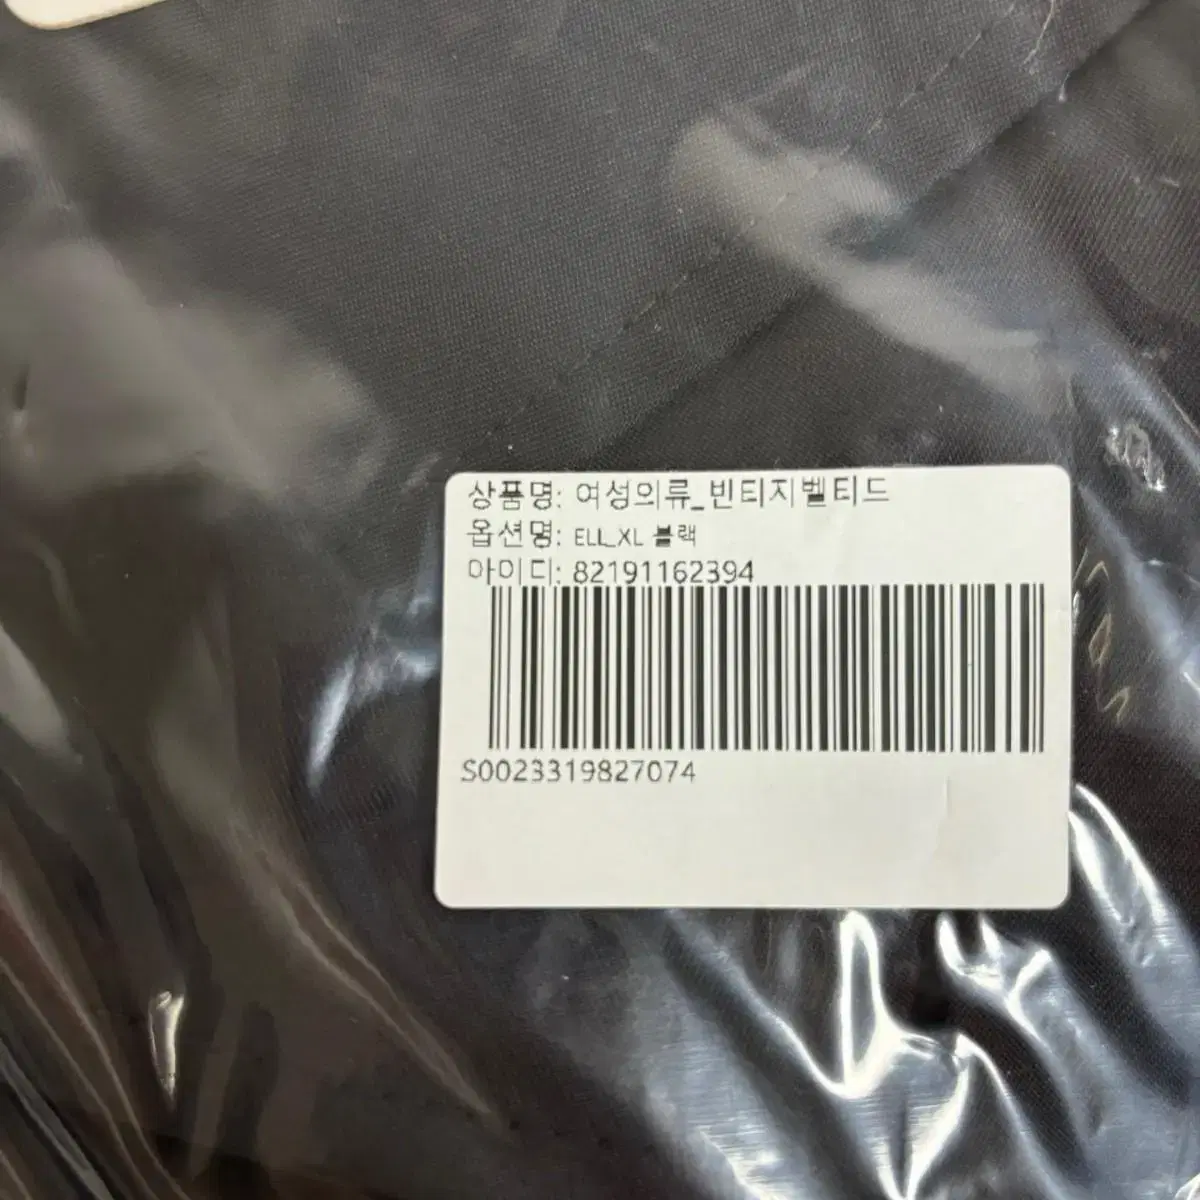 상품명: 여성의류_빈티지벨티드
옵션명: ELL_XL 블랙
아이디: 82191162394
S0023319827074